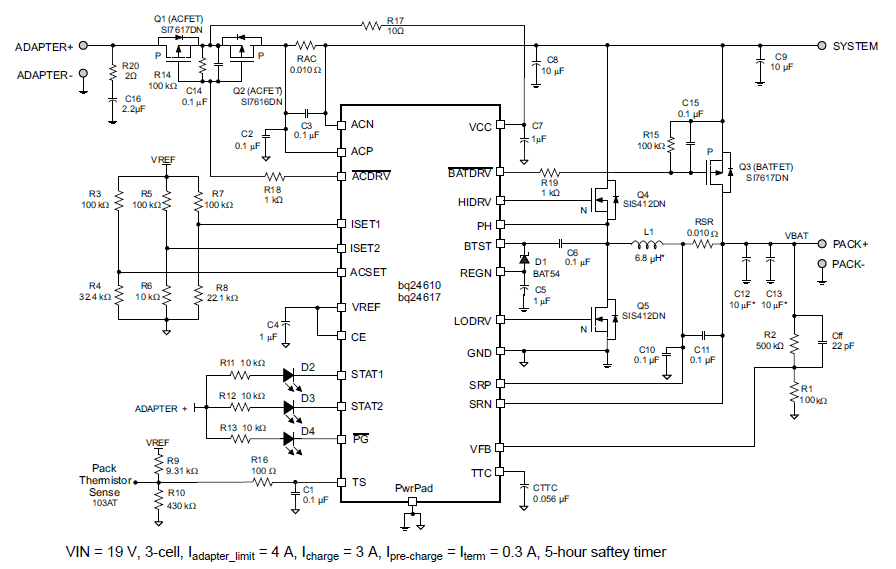 Q1 (ACFET)
SI7617DN
R17
10Ω
ADAPTER+
ADAPTER-
P
P
R20
2Ω
R14
100 kΩ
C14
0.1 µF
Q2 (ACFET)
SI7616DN
RAC
0.010 Ω
C8
10 µF
C9
10 µF
SYSTEM
C16
2.2µF
C2
0.1 µF
C3
0.1 µF
ACN
ACP
ACDRV
R18
1 kΩ
VCC
C7
1µF
C15
0.1 µF
R15
100 kΩ
P
Q3 (BATFET)
SI7617DN
BATDRV
R19
1 kΩ
VREF
R3
100 kΩ
R5
100 kΩ
R7
100 kΩ
ISET1
ISET2
ACSET
R4
32.4 kΩ
R6
10 kΩ
R8
22.1 kΩ
HIDRV
N
Q4
SIS412DN
PH
BTST
REGN
D1
BAT54
C6
0.1 µF
C5
1 µF
L1
6.8 µH*
RSR
0.010 Ω
VBAT
PACK+
PACK-
C12
10 µF*
C13
10 µF*
bq24610
bq24617
VREF
CE
C4
1 µF
LODRV
N
Q5
SIS412DN
GND
C10
0.1 µF
C11
0.1 µF
R2
500 kΩ
Cff
22 pF
R1
100 kΩ
SRP
SRN
VFB
TTC
CTTC
0.056 µF
R11 10 kΩ
D2
STAT1
ADAPTER +
R12 10 kΩ
D3
STAT2
R13 10 kΩ
D4
PG
VREF
R9
9.31 kΩ
R16
100 Ω
Pack
Thermistor
Sense
103AT
R10
430 kΩ
C1
0.1 µF
TS
PwrPad
VIN = 19 V, 3-cell, Iadapter_limit = 4 A, Icharge = 3 A, Ipre-charge = Iterm = 0.3 A, 5-hour saftey timer